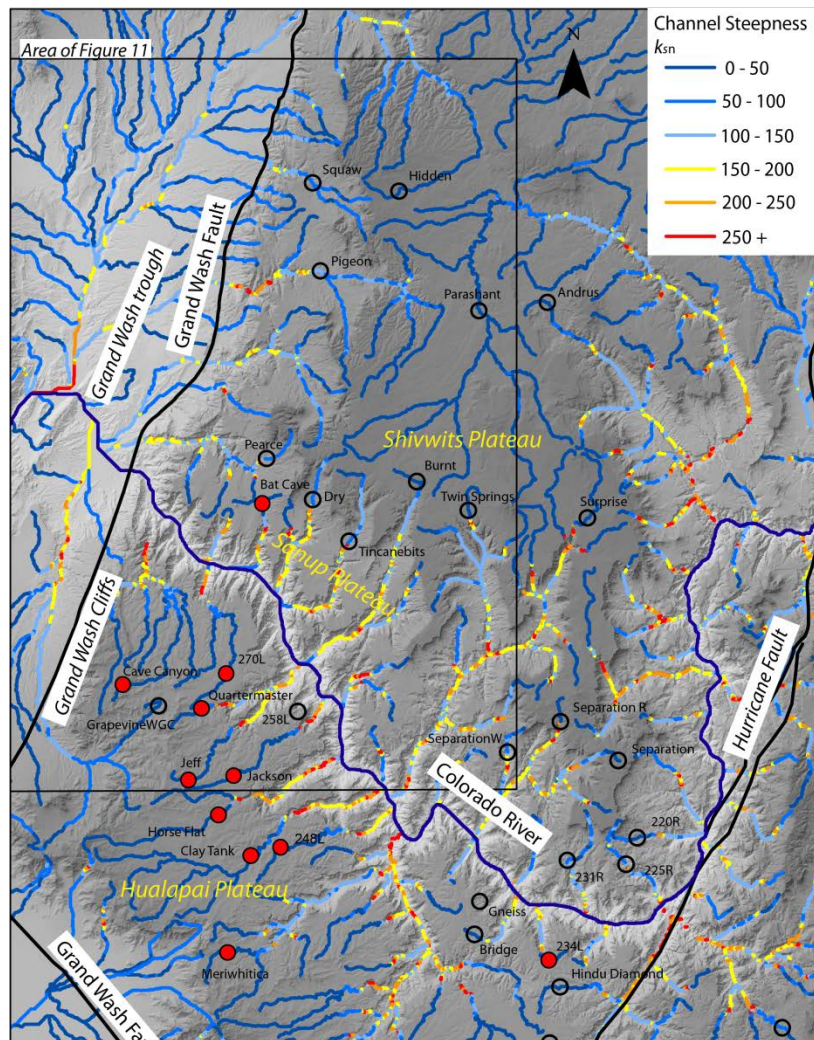 Area of Figure 11
N
Channel Steepness
ksn
0 - 50
50 - 100
100 - 150
150 - 200
200 - 250
250 +
Squaw
Hidden
Grand Wash Fault
Grand Wash trough
Pigeon
Parashant
Andrus
Shivwits Plateau
Pearce
Bat Cave
Dry
Burnt
Twin Springs
Surprise
Tincanebits
Sanup Plateau
Grand Wash Cliffs
Cave Canyon
270L
Quartermaster
GrapevineWGC
258L
Separation R
SeparationW
Separation
Hurricane Fault
Jeff
Jackson
Colorado River
Horse Flat
Clay Tank
248L
220R
225R
231R
Hualapai Plateau
Gneiss
Bridge
234L
Meriwhitica
Hindu Diamond
Grand Wash Fa